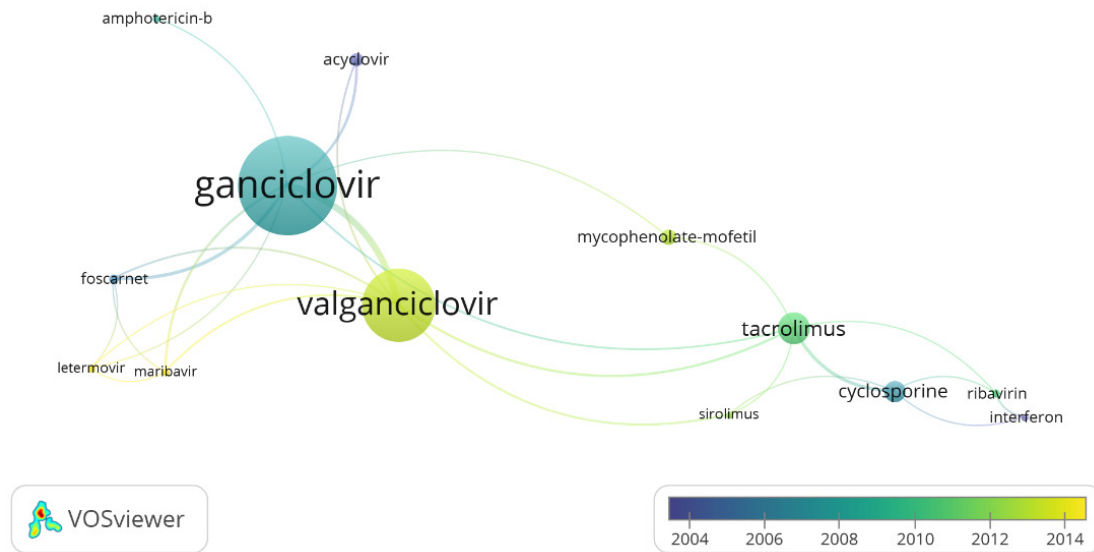 amphotericin-b
acyclovir
ganciclovir
mycophenolate-mofetil
foscarnet
valganciclovir
tacrolimus
letermovir
maribavir
cyclosporine
ribavirin
sirolimus
interferon
VOSviewer
2004 2006 2008 2010 2012 2014